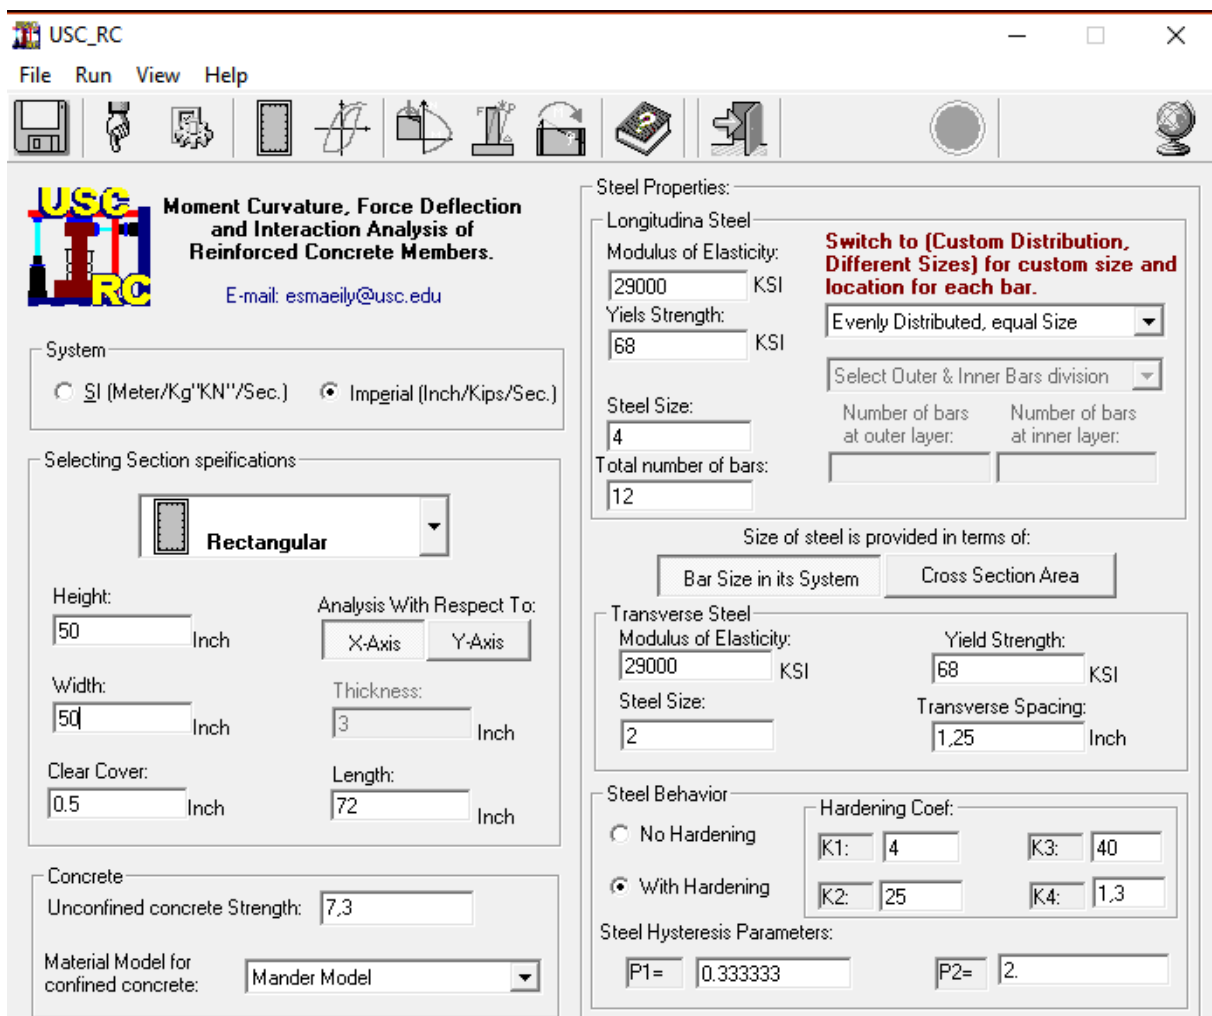 USC_RC
File Run View Help
USC
RC
Moment Curvature, Force Deflection
and Interaction Analysis of
Reinforced Concrete Members.
E-mail: esmaeily@usc.edu
System
SI (Meter/Kg"KN"/Sec.) Imperial (Inch/Kips/Sec.)
Selecting Section speifications
Rectangular
Height:
50 Inch
Analysis With Respect To:
X-Axis Y-Axis
Width:
50 Inch
Thickness:
3 Inch
Clear Cover:
0.5 Inch
Length:
72 Inch
Concrete
Unconfined concrete Strength: 7,3
Material Model for
confined concrete: Mander Model
Steel Properties:
Longitudina Steel
Modulus of Elasticity:
29000 KSI
Yiels Strength:
68 KSI
Switch to (Custom Distribution,
Different Sizes) for custom size and
location for each bar.
Evenly Distributed, equal Size
Select Outer & Inner Bars division
Steel Size:
4
Number of bars
at outer layer:
Number of bars
at inner layer:
Total number of bars:
12
Size of steel is provided in terms of:
Bar Size in its System Cross Section Area
Transverse Steel
Modulus of Elasticity:
29000 KSI
Yield Strength:
68 KSI
Steel Size:
2
Transverse Spacing:
1,25 Inch
Steel Behavior
No Hardening
With Hardening
Hardening Coef:
K1: 4 K3: 40
K2: 25 K4: 1,3
Steel Hysteresis Parameters:
P1= 0.333333 P2= 2.